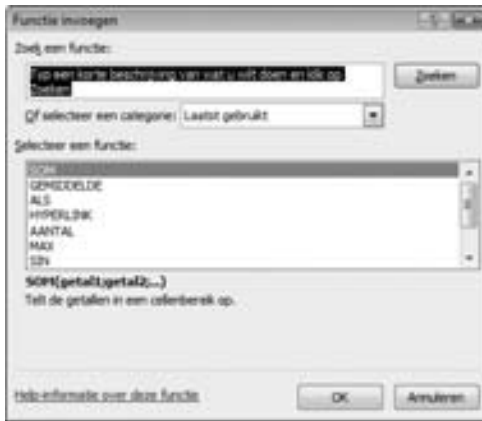 Functie invoegen
Zoek een functie:
Typ een korte beschrijving van wat u wilt doen en klik op
Zoeken
Zoeken
Of selecteer een categorie: Laatst gebruikt
Selecteer een functie:
SOM
GEMIDDELDE
ALS
HYPERLINK
AANTAL
MAX
SIN
SOM(getal1;getal2;...)
Telt de getallen in een cellenbereik op.
Help-informatie over deze functie
OK
Annuleren